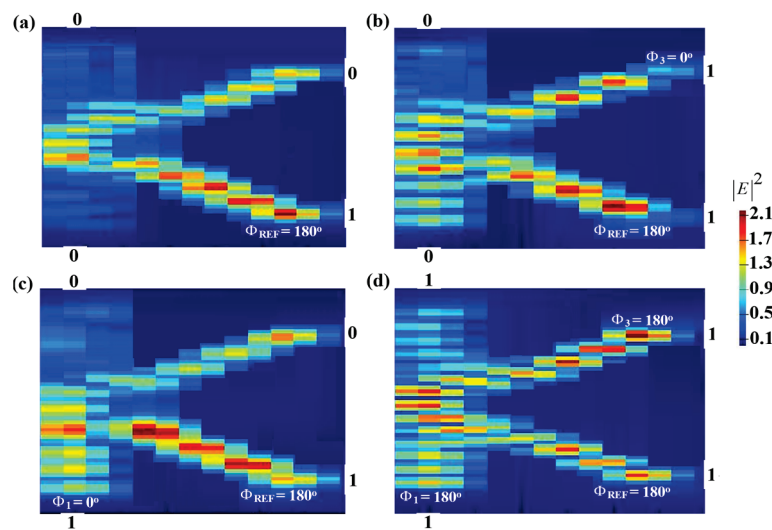 (a)
0
0
Φ_REF = 180°
1
0
(b)
0
Φ_3 = 0°
1
Φ_REF = 180°
1
0
|E|²
2.1
1.7
1.3
0.9
0.5
0.1
(c)
0
0
Φ_1 = 0°
Φ_REF = 180°
1
1
(d)
1
Φ_3 = 180°
1
Φ_1 = 180°
Φ_REF = 180°
1
1